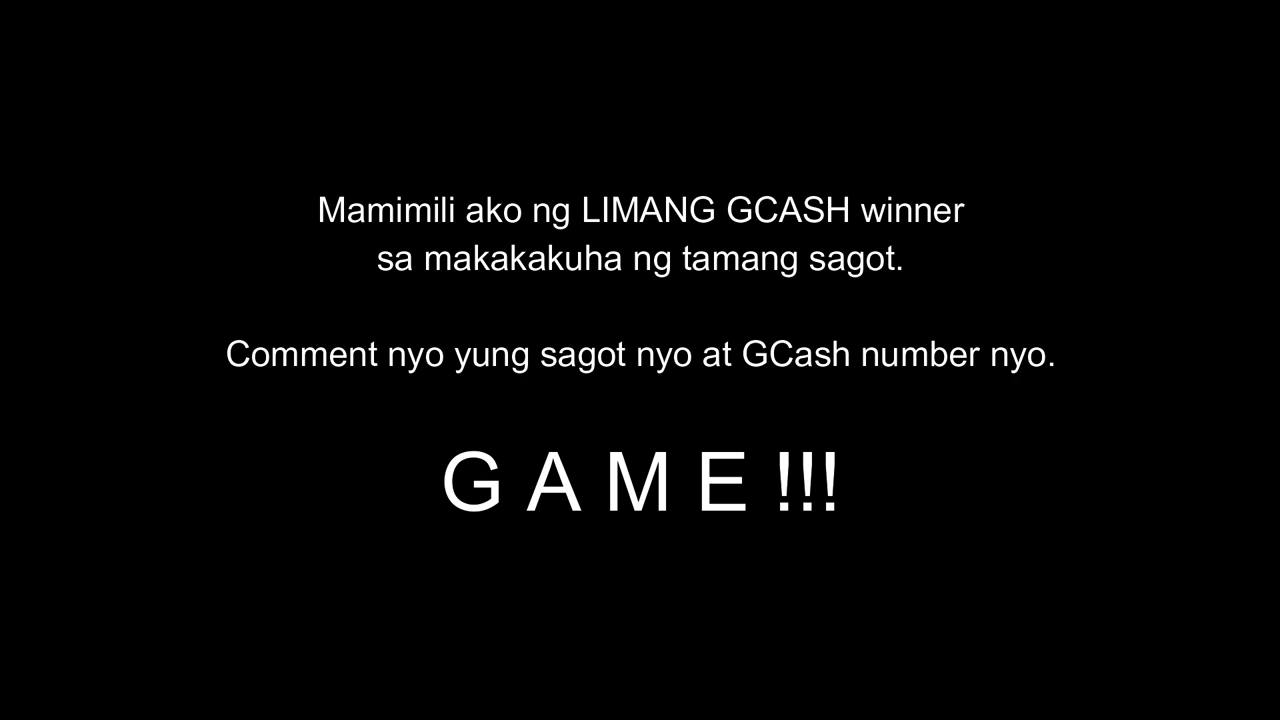 Mamimili ako ng LIMANG GCASH winner
sa makakakuha ng tamang sagot.
Comment nyo yung sagot nyo at GCash number nyo.
G A M E !!!